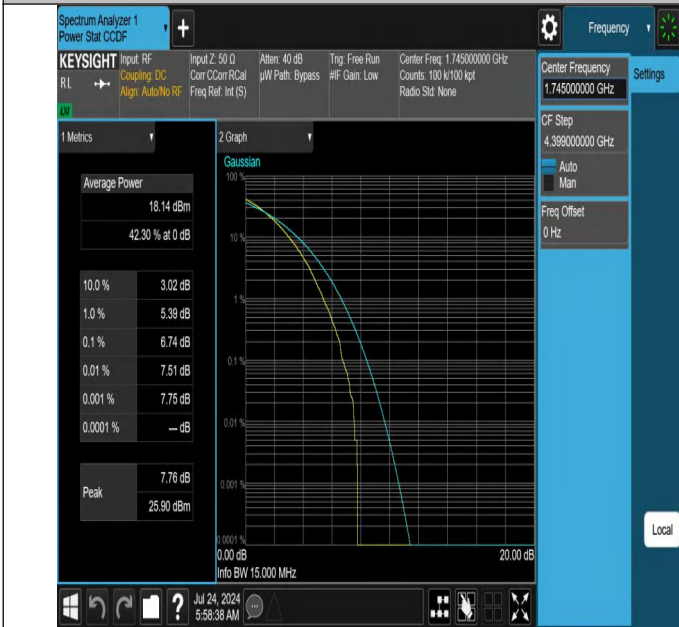 Spectrum Analyzer 1
Power Stat CCDF
+
Frequency
KEYSIGHT
RL
LXI
Input: RF
Coupling: DC
Align: Auto/No RF
Input Z: 50 Ω
Corr CCorr RCal
Freq Ref: Int (S)
Atten: 40 dB
µW Path: Bypass
Trig: Free Run
#IF Gain: Low
Center Freq: 1.745000000 GHz
Counts: 100 k/100 kpt
Radio Std: None
Center Frequency
1.745000000 GHz
Settings
CF Step
4.399000000 GHz
Auto
Man
Freq Offset
0 Hz
1 Metrics
Average Power
18.14 dBm
42.30 % at 0 dB
10.0 % 3.02 dB
1.0 % 5.39 dB
0.1 % 6.74 dB
0.01 % 7.51 dB
0.001 % 7.75 dB
0.0001 % --- dB
Peak
7.76 dB
25.90 dBm
2 Graph
Gaussian
100 %
10 %
1 %
0.1 %
0.01 %
0.001 %
0.0001 %
0.00 dB 20.00 dB
Info BW 15.000 MHz
Local
?
Jul 24, 2024
5:58:38 AM